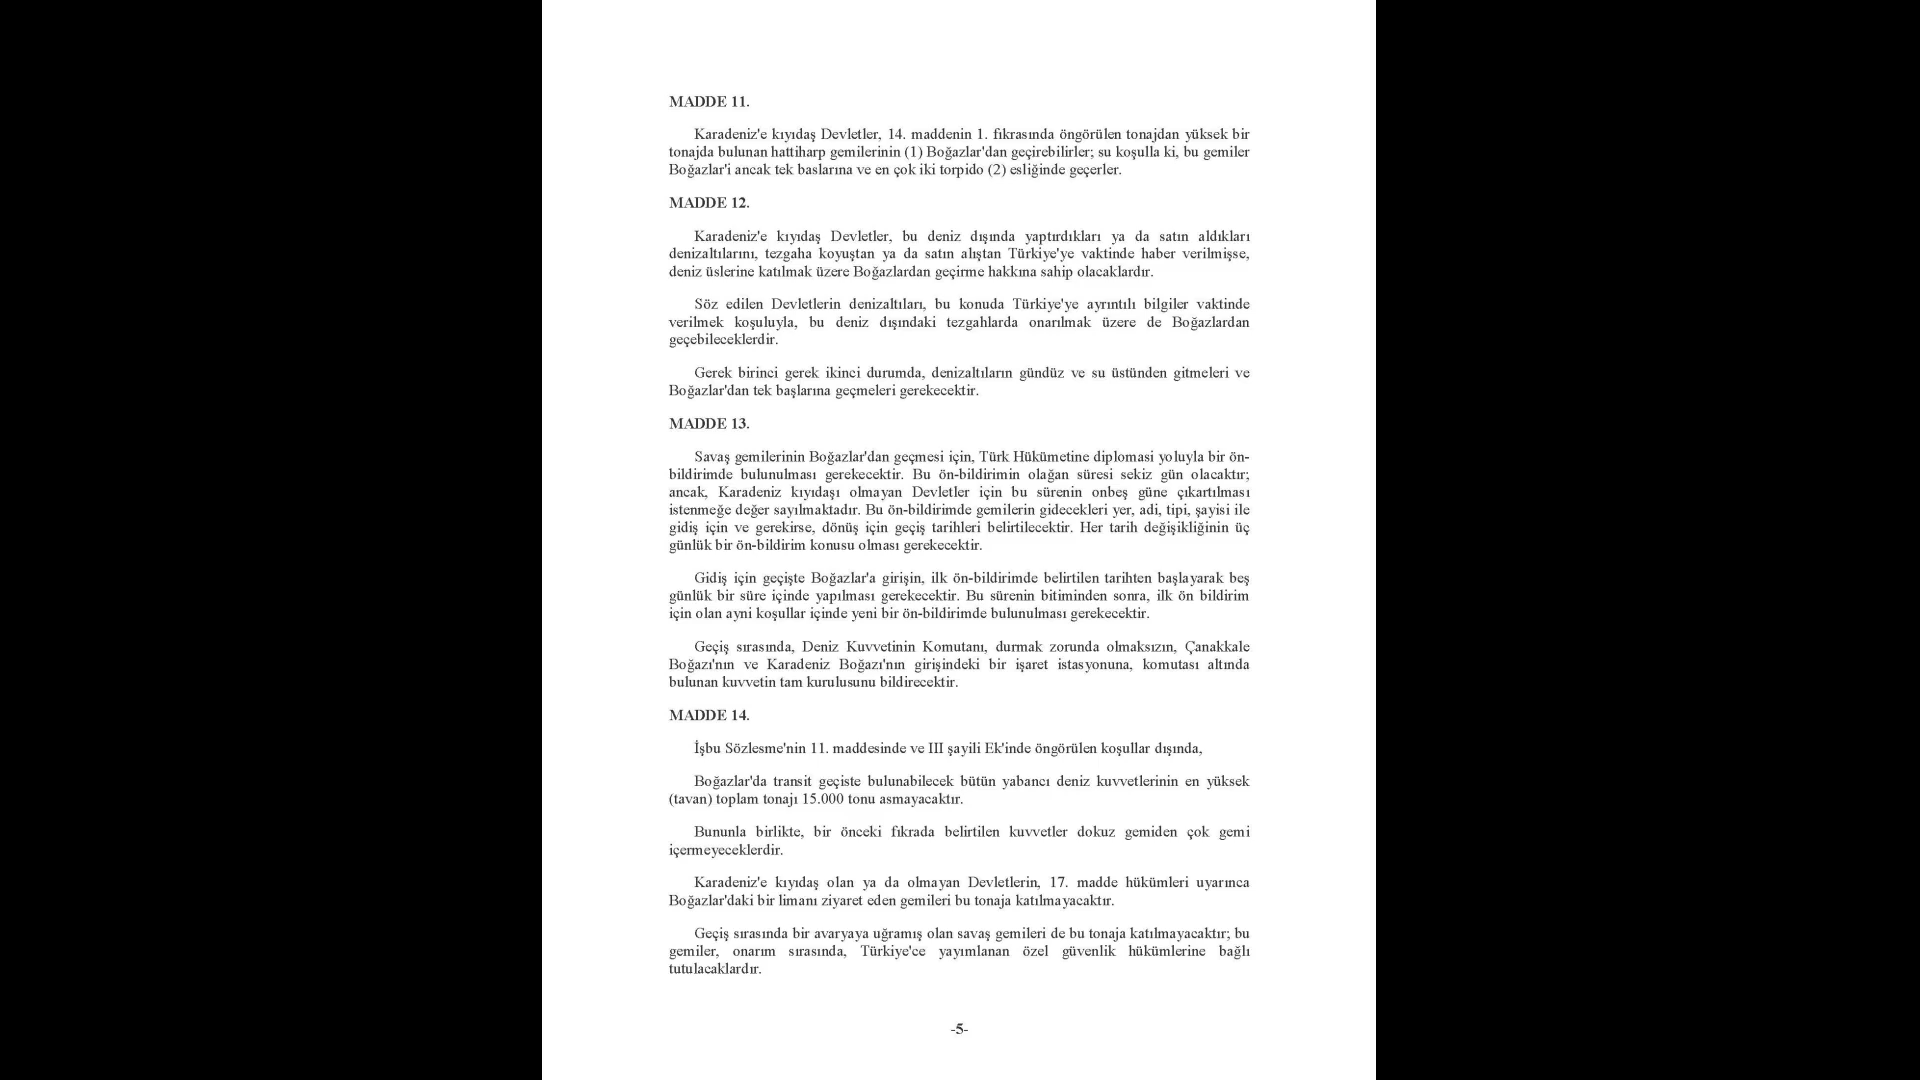 MADDE 11.
Karadeniz'e kıyıdaş Devletler, 14. maddenin 1. fıkrasında öngörülen tonajdan yüksek bir
tonajda bulunan hattiharp gemilerinin (1) Boğazlar'dan geçirebilirler; su koşulla ki, bu gemiler
Boğazlar'i ancak tek baslarına ve en çok iki torpido (2) esliğinde geçerler.
MADDE 12.
Karadeniz'e kıyıdaş Devletler, bu deniz dışında yaptırdıkları ya da satın aldıkları
denizaltılarını, tezgaha koyuştan ya da satın alıştan Türkiye'ye vaktinde haber verilmişse,
deniz üslerine katılmak üzere Boğazlardan geçirme hakkına sahip olacaklardır.
Söz edilen Devletlerin denizaltıları, bu konuda Türkiye'ye ayrıntılı bilgiler vaktinde
verilmek koşuluyla, bu deniz dışındaki tezgahlarda onarılmak üzere de Boğazlardan
geçebileceklerdir.
Gerek birinci gerek ikinci durumda, denizaltıların gündüz ve su üstünden gitmeleri ve
Boğazlar'dan tek başlarına geçmeleri gerekecektir.
MADDE 13.
Savaş gemilerinin Boğazlar'dan geçmesi için, Türk Hükümetine diplomasi yoluyla bir ön-
bildirimde bulunulması gerekecektir. Bu ön-bildirimin olağan süresi sekiz gün olacaktır;
ancak, Karadeniz kıyıdaşı olmayan Devletler için bu sürenin onbeş güne çıkartılması
istenmeğe değer sayılmaktadır. Bu ön-bildirimde gemilerin gidecekleri yer, adi, tipi, şayisi ile
gidiş için ve gerekirse, dönüş için geçiş tarihleri belirtilecektir. Her tarih değişikliğinin üç
günlük bir ön-bildirim konusu olması gerekecektir.
Gidiş için geçişte Boğazlar'a girişin, ilk ön-bildirimde belirtilen tarihten başlayarak beş
günlük bir süre içinde yapılması gerekecektir. Bu sürenin bitiminden sonra, ilk ön bildirim
için olan ayni koşullar içinde yeni bir ön-bildirimde bulunulması gerekecektir.
Geçiş sırasında, Deniz Kuvvetinin Komutanı, durmak zorunda olmaksızın, Çanakkale
Boğazı'nın ve Karadeniz Boğazı'nın girişindeki bir işaret istasyonuna, komutası altında
bulunan kuvvetin tam kurulusunu bildirecektir.
MADDE 14.
İşbu Sözlesme'nin 11. maddesinde ve III şayili Ek'inde öngörülen koşullar dışında,
Boğazlar'da transit geçiste bulunabilecek bütün yabancı deniz kuvvetlerinin en yüksek
(tavan) toplam tonajı 15.000 tonu asmayacaktır.
Bununla birlikte, bir önceki fıkrada belirtilen kuvvetler dokuz gemiden çok gemi
içermeyeceklerdir.
Karadeniz'e kıyıdaş olan ya da olmayan Devletlerin, 17. madde hükümleri uyarınca
Boğazlar'daki bir limanı ziyaret eden gemileri bu tonaja katılmayacaktır.
Geçiş sırasında bir avaryaya uğramış olan savaş gemileri de bu tonaja katılmayacaktır; bu
gemiler, onarım sırasında, Türkiye'ce yayımlanan özel güvenlik hükümlerine bağlı
tutulacaklardır.
-5-